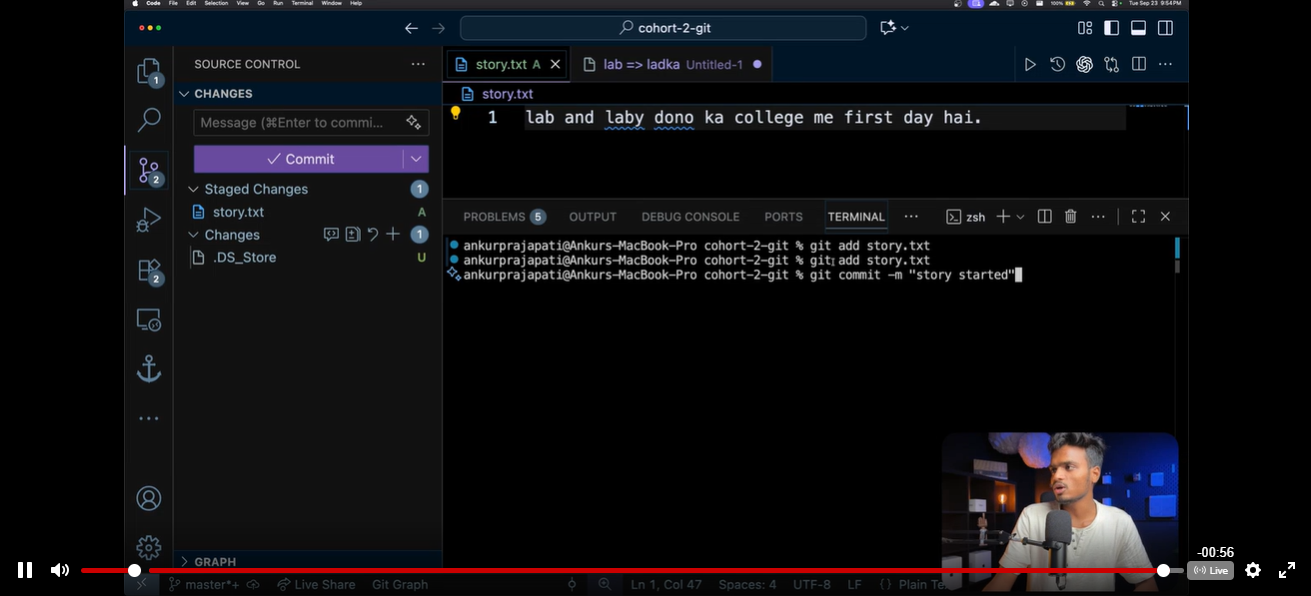 Code File Edit Selection View Go Run Terminal Window Help 100% Tue Sep 23 9:54PM
cohort-2-git
SOURCE CONTROL
story.txt A
lab => ladka Untitled-1
1
CHANGES
story.txt
Message (⌘Enter to commi...
1 lab and laby dono ka college me first day hai.
Commit
2
Staged Changes 1
story.txt A
PROBLEMS 5 OUTPUT DEBUG CONSOLE PORTS TERMINAL zsh
Changes 1
.DS_Store U
2
ankurprajapati@Ankurs-MacBook-Pro cohort-2-git % git add story.txt
ankurprajapati@Ankurs-MacBook-Pro cohort-2-git % git add story.txt
ankurprajapati@Ankurs-MacBook-Pro cohort-2-git % git commit -m "story started"
-00:56
Live
GRAPH
master*+ Live Share Git Graph Ln 1, Col 47 Spaces: 4 UTF-8 LF {} Plain